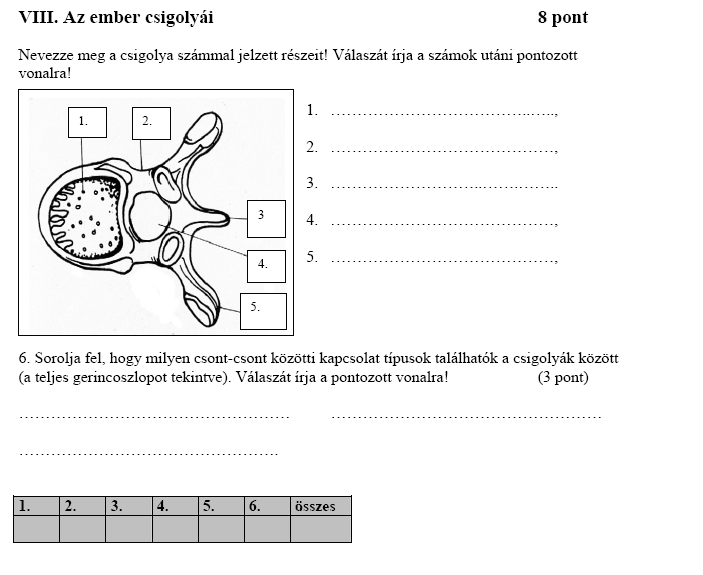 VIII. Az ember csigolyái 8 pont
Nevezze meg a csigolya számmal jelzett részeit! Válaszát írja a számok utáni pontozott
vonalra!
1. 2.
3
4.
5.
1. ……………………………………,
2. ……………………………………,
3. …………………………………….
4. ……………………………………,
5. ……………………………………,
6. Sorolja fel, hogy milyen csont-csont közötti kapcsolat típusok találhatók a csigolyák között
(a teljes gerincoszlopot tekintve). Válaszát írja a pontozott vonalra! (3 pont)
…………………………………………… ……………………………………………
………………………………………….
1. 2. 3. 4. 5. 6. összes